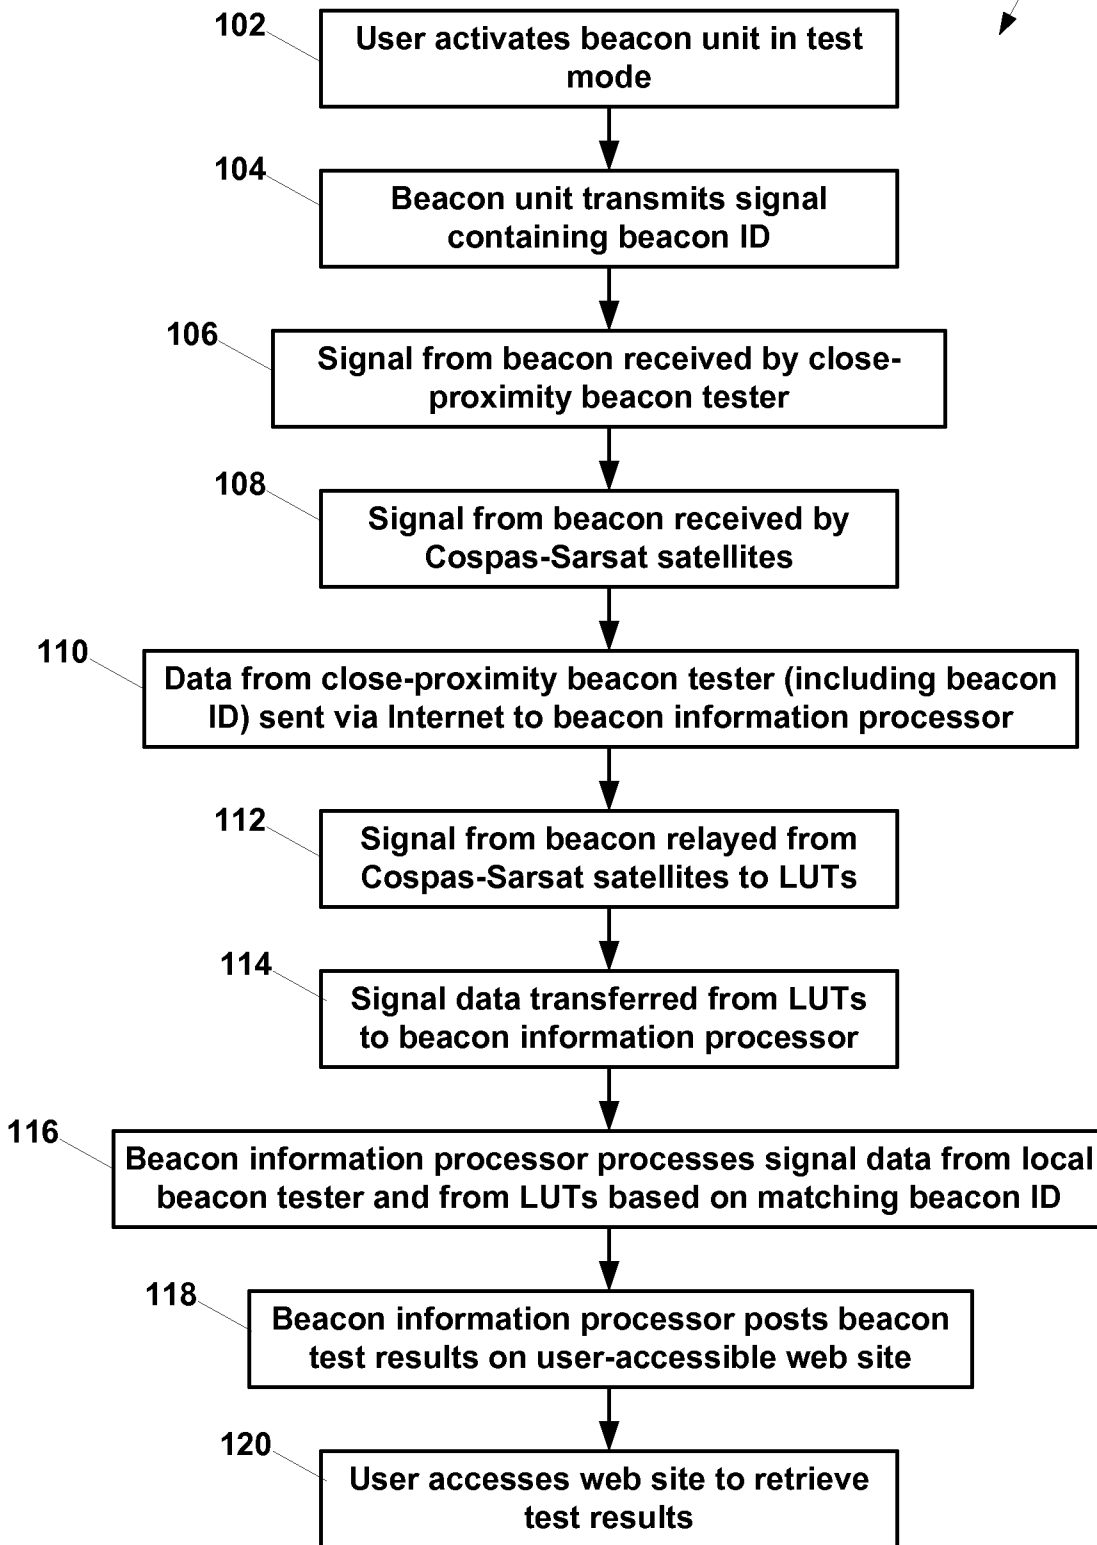 102
User activates beacon unit in test
mode
104
Beacon unit transmits signal
containing beacon ID
106
Signal from beacon received by close-
proximity beacon tester
108
Signal from beacon received by
Cospas-Sarsat satellites
110
Data from close-proximity beacon tester (including beacon
ID) sent via Internet to beacon information processor
112
Signal from beacon relayed from
Cospas-Sarsat satellites to LUTs
114
Signal data transferred from LUTs
to beacon information processor
116
Beacon information processor processes signal data from local
beacon tester and from LUTs based on matching beacon ID
118
Beacon information processor posts beacon
test results on user-accessible web site
120
User accesses web site to retrieve
test results